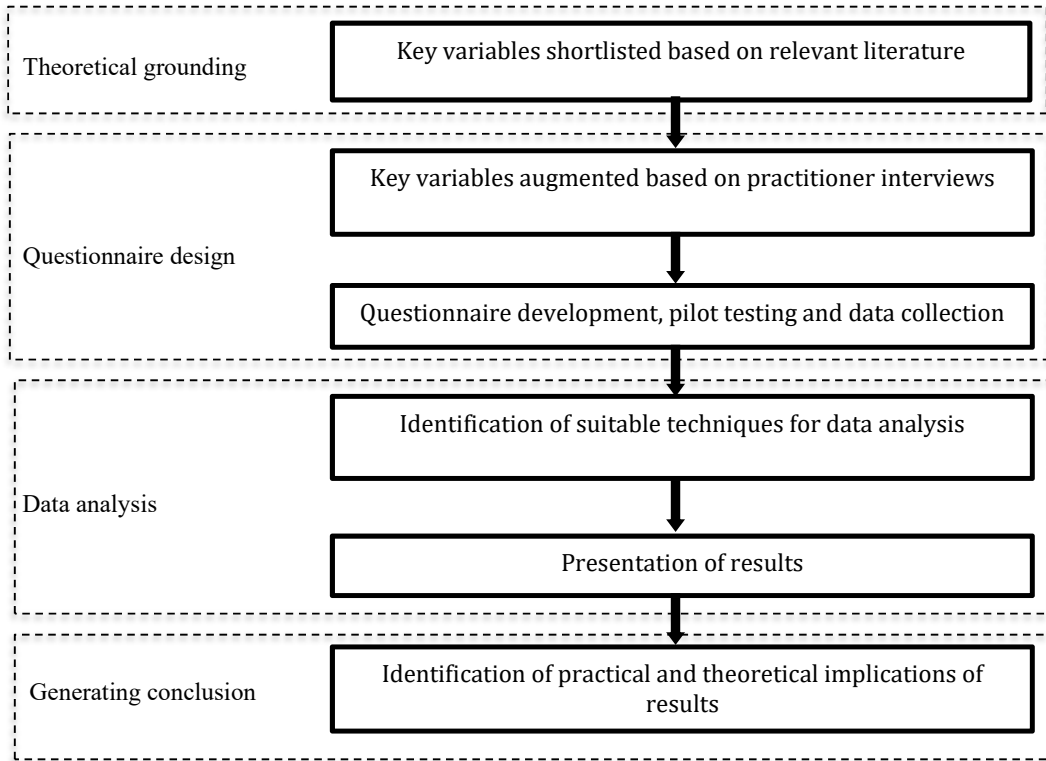 Theoretical grounding
Key variables shortlisted based on relevant literature
Questionnaire design
Key variables augmented based on practitioner interviews
Questionnaire development, pilot testing and data collection
Data analysis
Identification of suitable techniques for data analysis
Presentation of results
Generating conclusion
Identification of practical and theoretical implications of
results